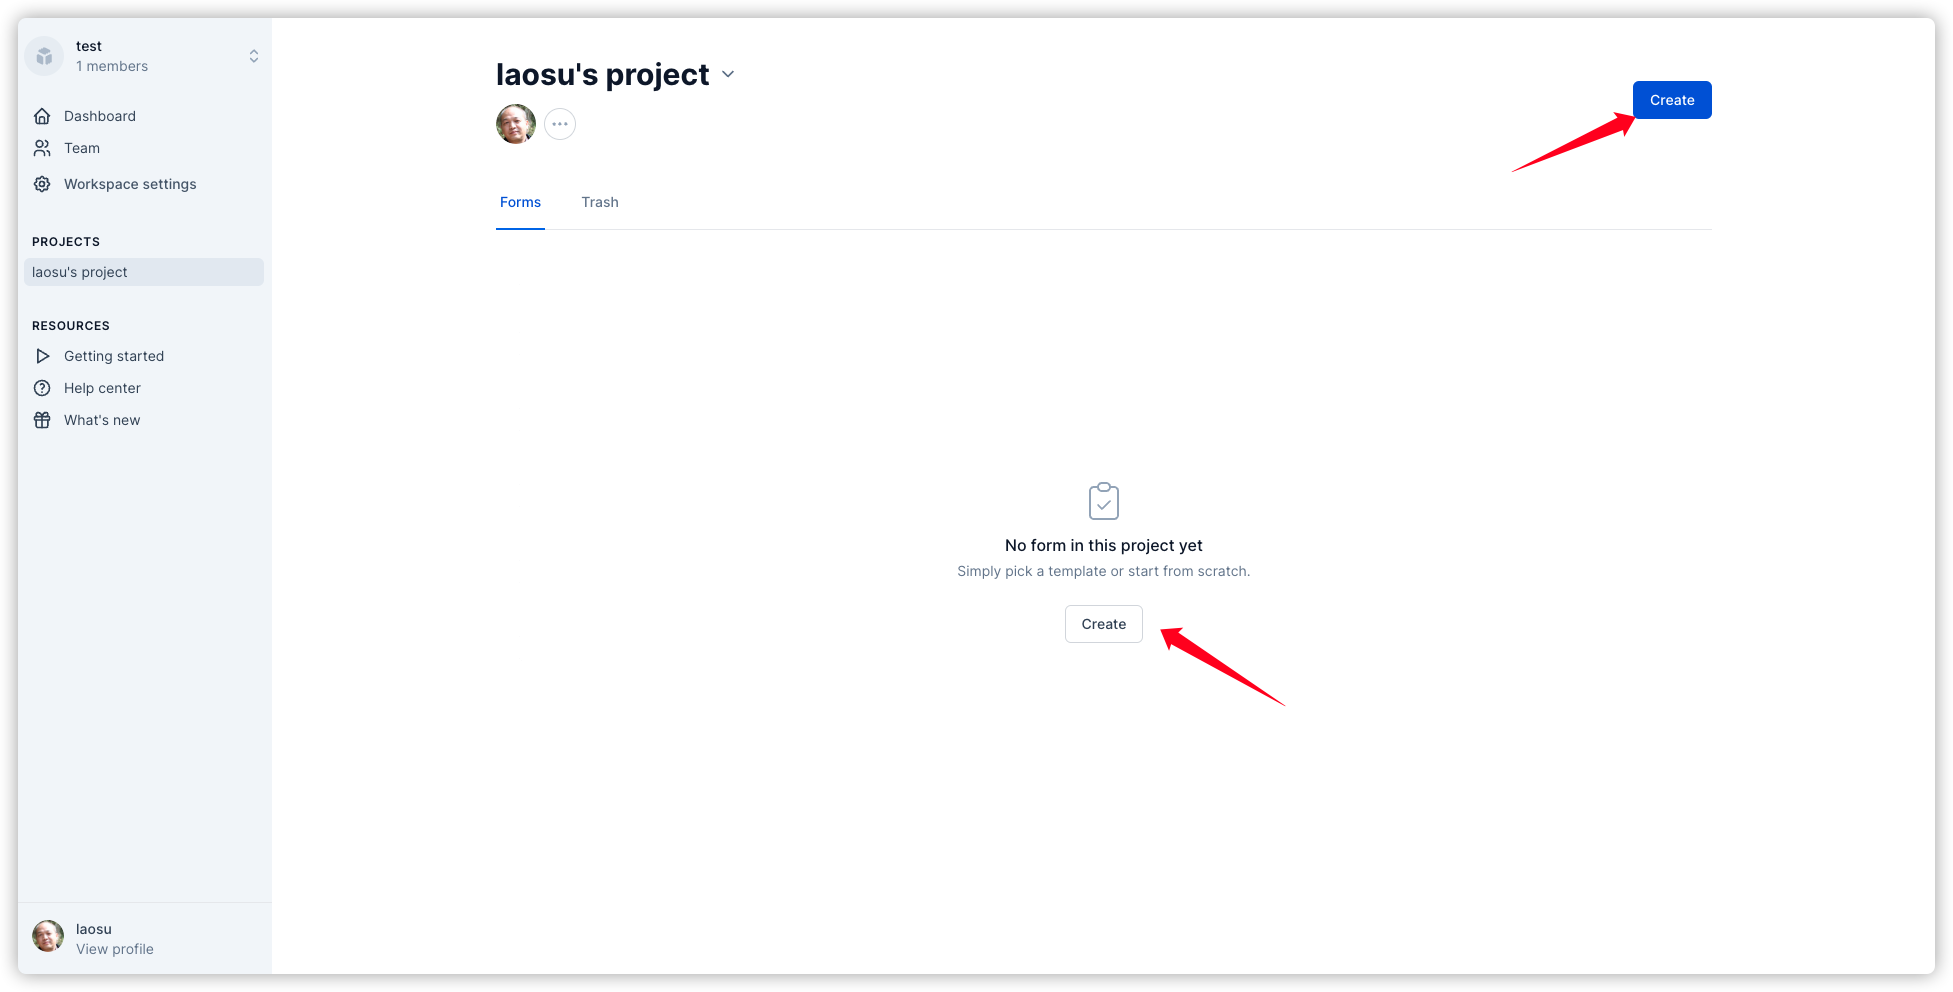 test
1 members
Dashboard
Team
Workspace settings
PROJECTS
laosu's project
RESOURCES
Getting started
Help center
What's new
laosu
View profile
laosu's project
Create
Forms
Trash
No form in this project yet
Simply pick a template or start from scratch.
Create